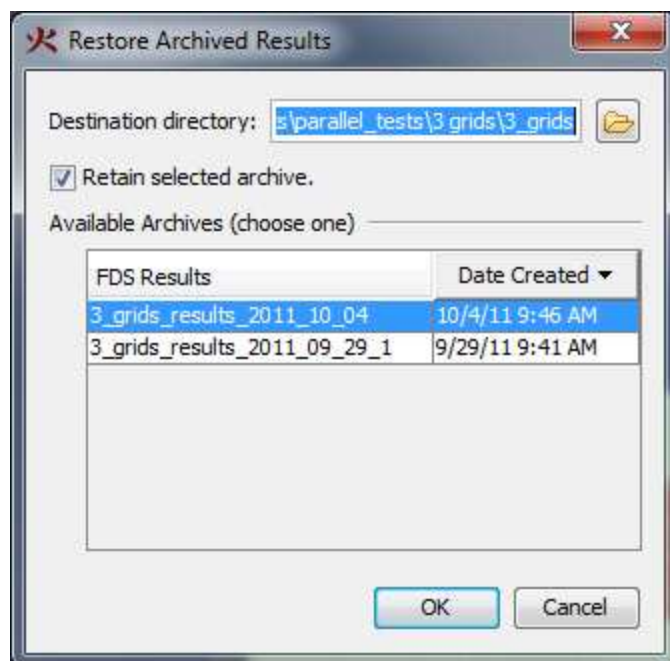 火 Restore Archived Results
Destination directory: s\parallel_tests\3 grids\3_grids
Retain selected archive.
Available Archives (choose one)
FDS Results Date Created
3_grids_results_2011_10_04 10/4/11 9:46 AM
3_grids_results_2011_09_29_1 9/29/11 9:41 AM
OK Cancel